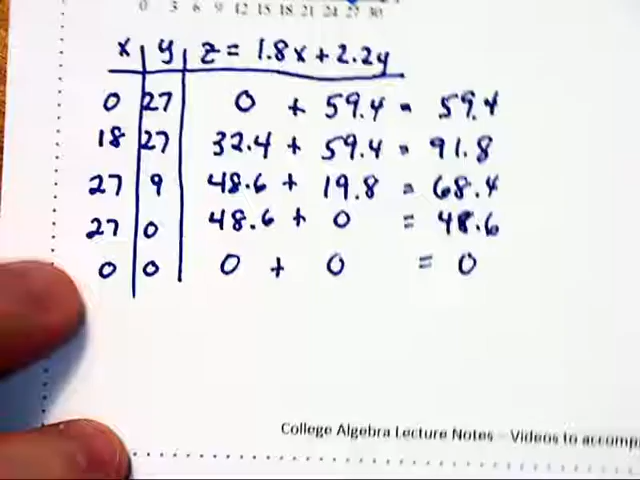 0 3 6 9 12 15 18 21 24 27 30
x y z = 1.8x + 2.2y
0 27 0 + 59.4 = 59.4
18 27 32.4 + 59.4 = 91.8
27 9 48.6 + 19.8 = 68.4
27 0 48.6 + 0 = 48.6
0 0 0 + 0 = 0
College Algebra Lecture Notes – Videos to accomp